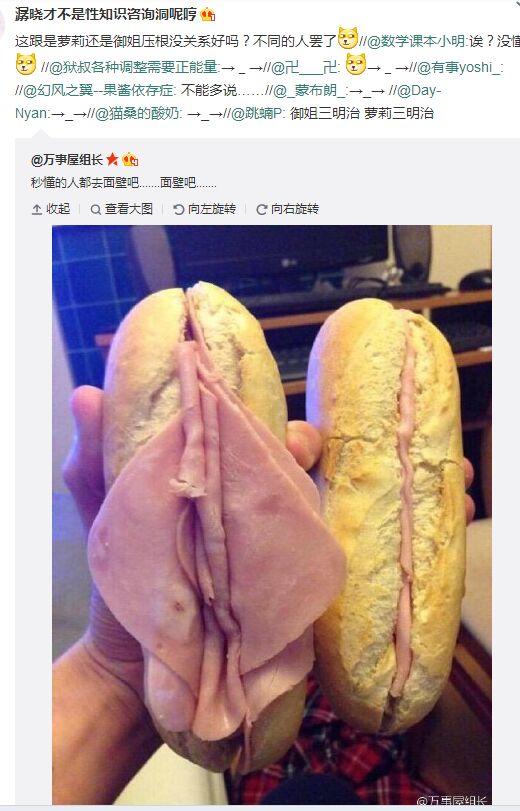 潺晓才不是性知识咨询洞呢哼
这跟是萝莉还是御姐压根没关系好吗?不同的人罢了//@数学课本小明:诶?没懂
//@狱叔各种调整需要正能量:→ _ →//@卍___卍: →_→//@有事yoshi_:
//@幻风之翼--果酱依存症: 不能多说……//@_蒙布朗_:→_→ //@Day-
Nyan:→_→//@猫桑的酸奶: →_→//@跳蝻P: 御姐三明治 萝莉三明治
@万事屋组长
秒懂的人都去面壁吧.......面壁吧.......
收起 查看大图 向左旋转 向右旋转
LG
@万事屋组长